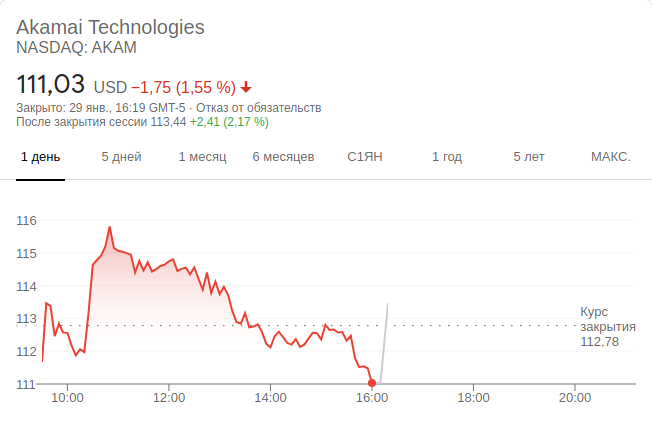 Akamai Technologies
NASDAQ: AKAM
111,03 USD −1,75 (1,55 %)
Закрыто: 29 янв., 16:19 GMT-5 · Отказ от обязательств
После закрытия сессии 113,44 +2,41 (2,17 %)
1 день 5 дней 1 месяц 6 месяцев С1ЯН 1 год 5 лет МАКС.
116
115
114
113
112
111
Курс
закрытия
112,78
10:00 12:00 14:00 16:00 18:00 20:00